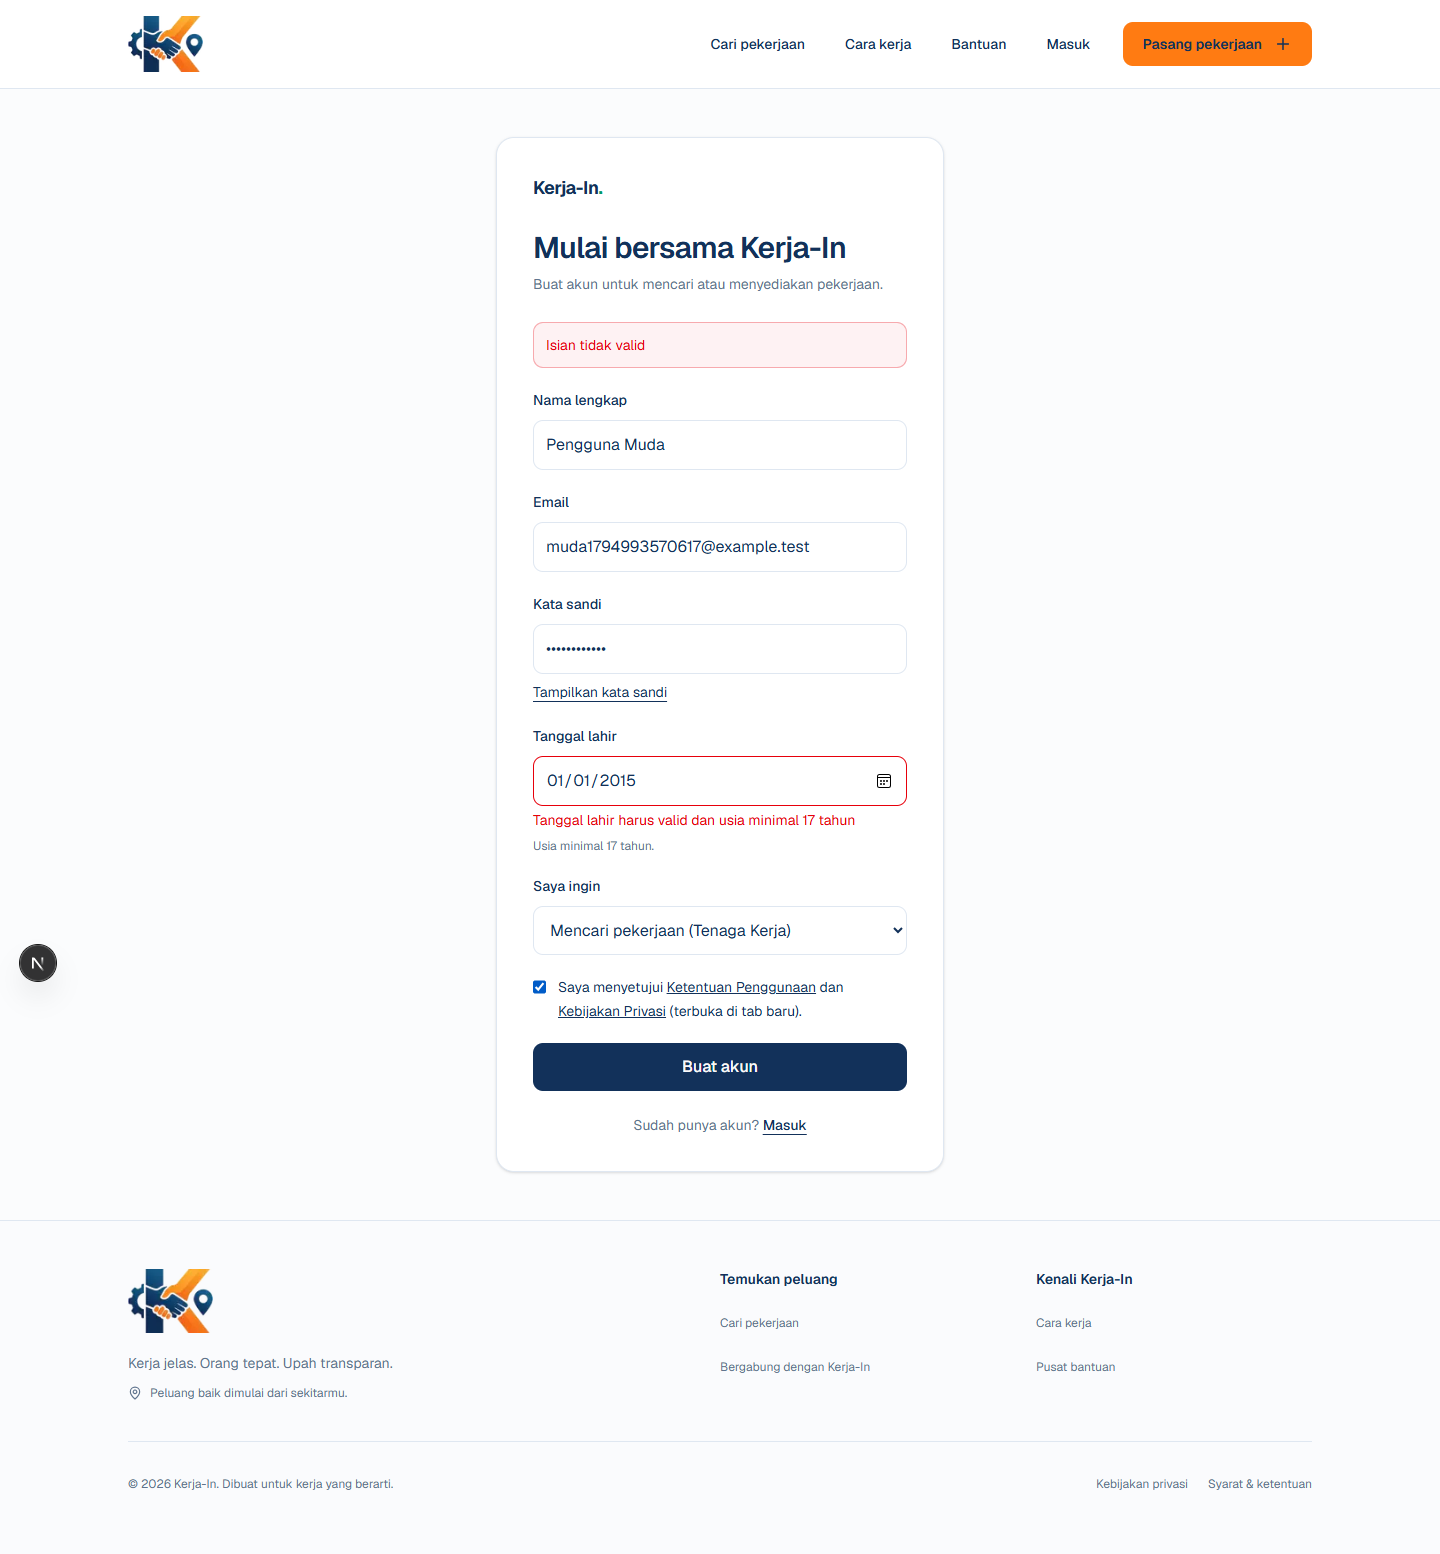 Cari pekerjaan
Cara kerja
Bantuan
Masuk
Pasang pekerjaan
Kerja-In.
Mulai bersama Kerja-In
Buat akun untuk mencari atau menyediakan pekerjaan.
Isian tidak valid
Nama lengkap
Pengguna Muda
Email
muda1794993570617@example.test
Kata sandi
••••••••••••
Tampilkan kata sandi
Tanggal lahir
01/01/2015
Tanggal lahir harus valid dan usia minimal 17 tahun
Usia minimal 17 tahun.
Saya ingin
Mencari pekerjaan (Tenaga Kerja)
Saya menyetujui Ketentuan Penggunaan dan
Kebijakan Privasi (terbuka di tab baru).
Buat akun
Sudah punya akun? Masuk
N
Temukan peluang
Cari pekerjaan
Bergabung dengan Kerja-In
Kenali Kerja-In
Cara kerja
Pusat bantuan
Kerja jelas. Orang tepat. Upah transparan.
Peluang baik dimulai dari sekitarmu.
© 2026 Kerja-In. Dibuat untuk kerja yang berarti.
Kebijakan privasi
Syarat & ketentuan